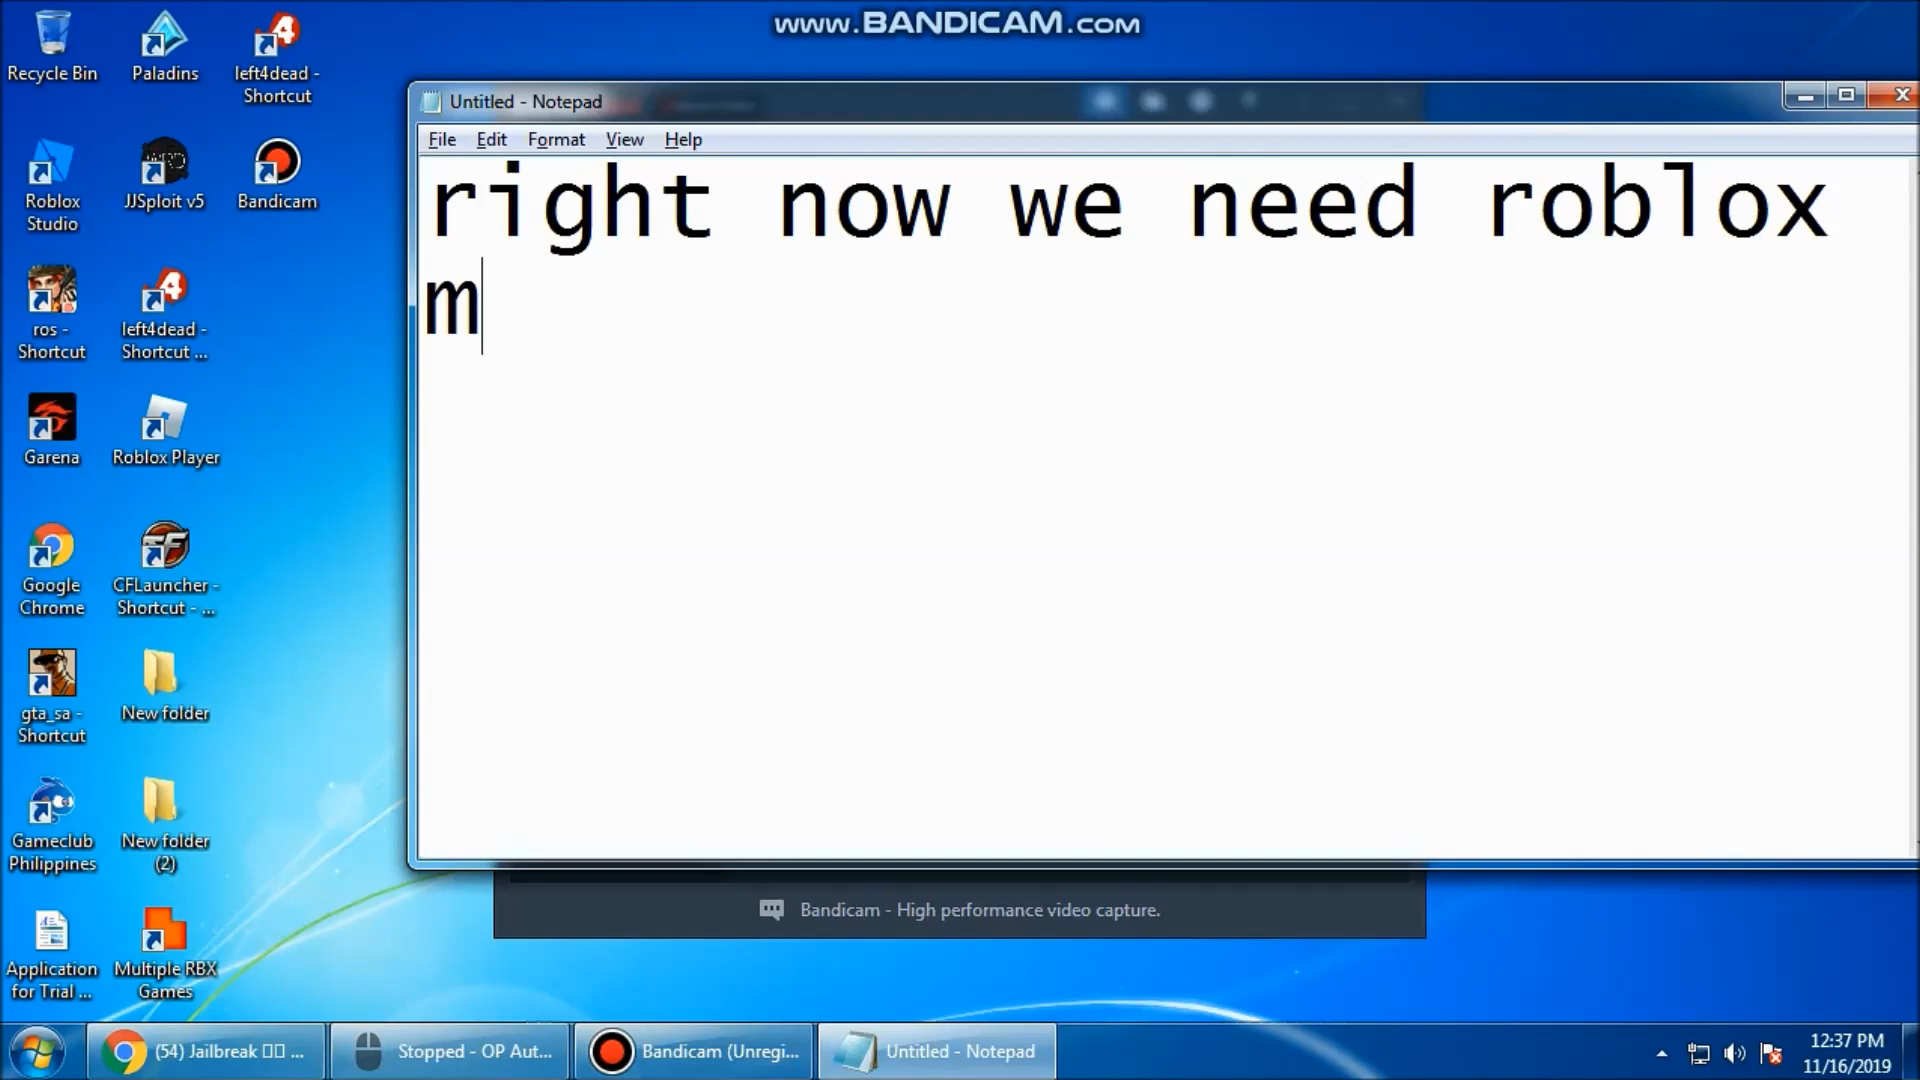 www.BANDICAM.com
Recycle Bin
Paladins
left4dead -
Shortcut
Roblox
Studio
JJSploit v5
Bandicam
ros -
Shortcut
left4dead -
Shortcut ...
Garena
Roblox Player
Google
Chrome
CFLauncher -
Shortcut - ...
gta_sa -
Shortcut
New folder
Gameclub
Philippines
New folder
(2)
Application
for Trial ...
Multiple RBX
Games
Untitled - Notepad
File Edit Format View Help
right now we need roblox
m
Bandicam - High performance video capture.
(54) Jailbreak ▯▯ ...
Stopped - OP Aut...
Bandicam (Unregi...
Untitled - Notepad
12:37 PM
11/16/2019